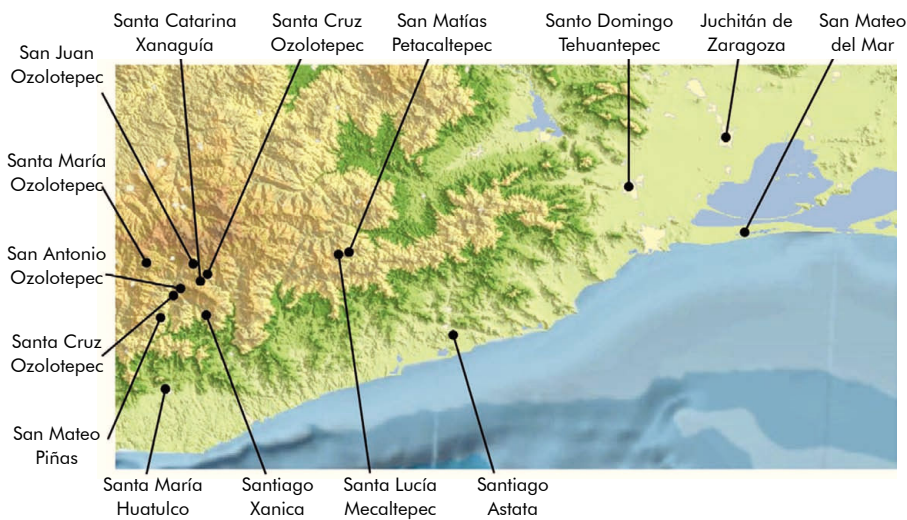 Santa Catarina
Xanaguía
Santa Cruz
Ozolotepec
San Matías
Petacaltepec
Santo Domingo
Tehuantepec
Juchitán de
Zaragoza
San Mateo
del Mar
San Juan
Ozolotepec
Santa María
Ozolotepec
San Antonio
Ozolotepec
Santa Cruz
Ozolotepec
San Mateo
Piñas
Santa María
Huatulco
Santiago
Xanica
Santa Lucía
Mecaltepec
Santiago
Astata